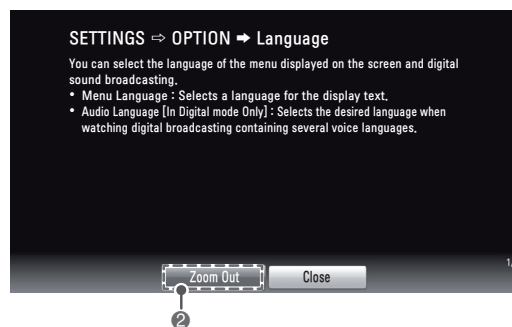 SETTINGS ⇨ OPTION ➡ Language
You can select the language of the menu displayed on the screen and digital
sound broadcasting.
• Menu Language : Selects a language for the display text.
• Audio Language [In Digital mode Only] : Selects the desired language when
watching digital broadcasting containing several voice languages.
1/
Zoom Out Close
2